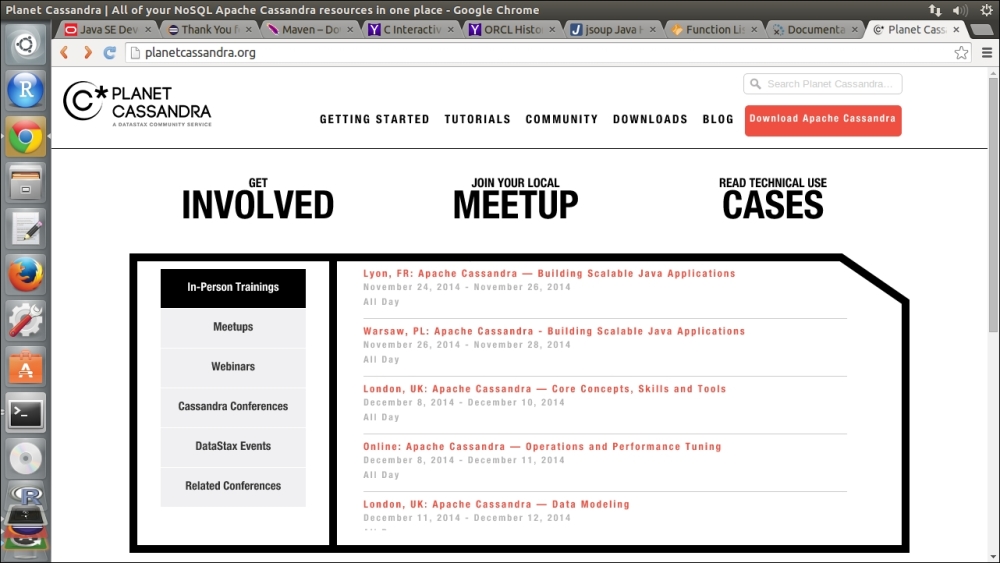 Planet Cassandra | All of your NoSQL Apache Cassandra resources in one place - Google Chrome
Java SE Dev
Thank You f
Maven – Do
C Interactiv
ORCL Histo
jsoup Java H
Function Lis
Documenta
Planet Cass
planetcassandra.org
PLANET
CASSANDRA
A DATASTAX COMMUNITY SERVICE
Search Planet Cassandra...
GETTING STARTED TUTORIALS COMMUNITY DOWNLOADS BLOG
Download Apache Cassandra
GET
INVOLVED
JOIN YOUR LOCAL
MEETUP
READ TECHNICAL USE
CASES
In-Person Trainings
Meetups
Webinars
Cassandra Conferences
DataStax Events
Related Conferences
Lyon, FR: Apache Cassandra — Building Scalable Java Applications
November 24, 2014 - November 26, 2014
All Day
Warsaw, PL: Apache Cassandra - Building Scalable Java Applications
November 26, 2014 - November 28, 2014
All Day
London, UK: Apache Cassandra — Core Concepts, Skills and Tools
December 8, 2014 - December 10, 2014
All Day
Online: Apache Cassandra — Operations and Performance Tuning
December 8, 2014 - December 11, 2014
All Day
London, UK: Apache Cassandra — Data Modeling
December 11, 2014 - December 12, 2014
All Day